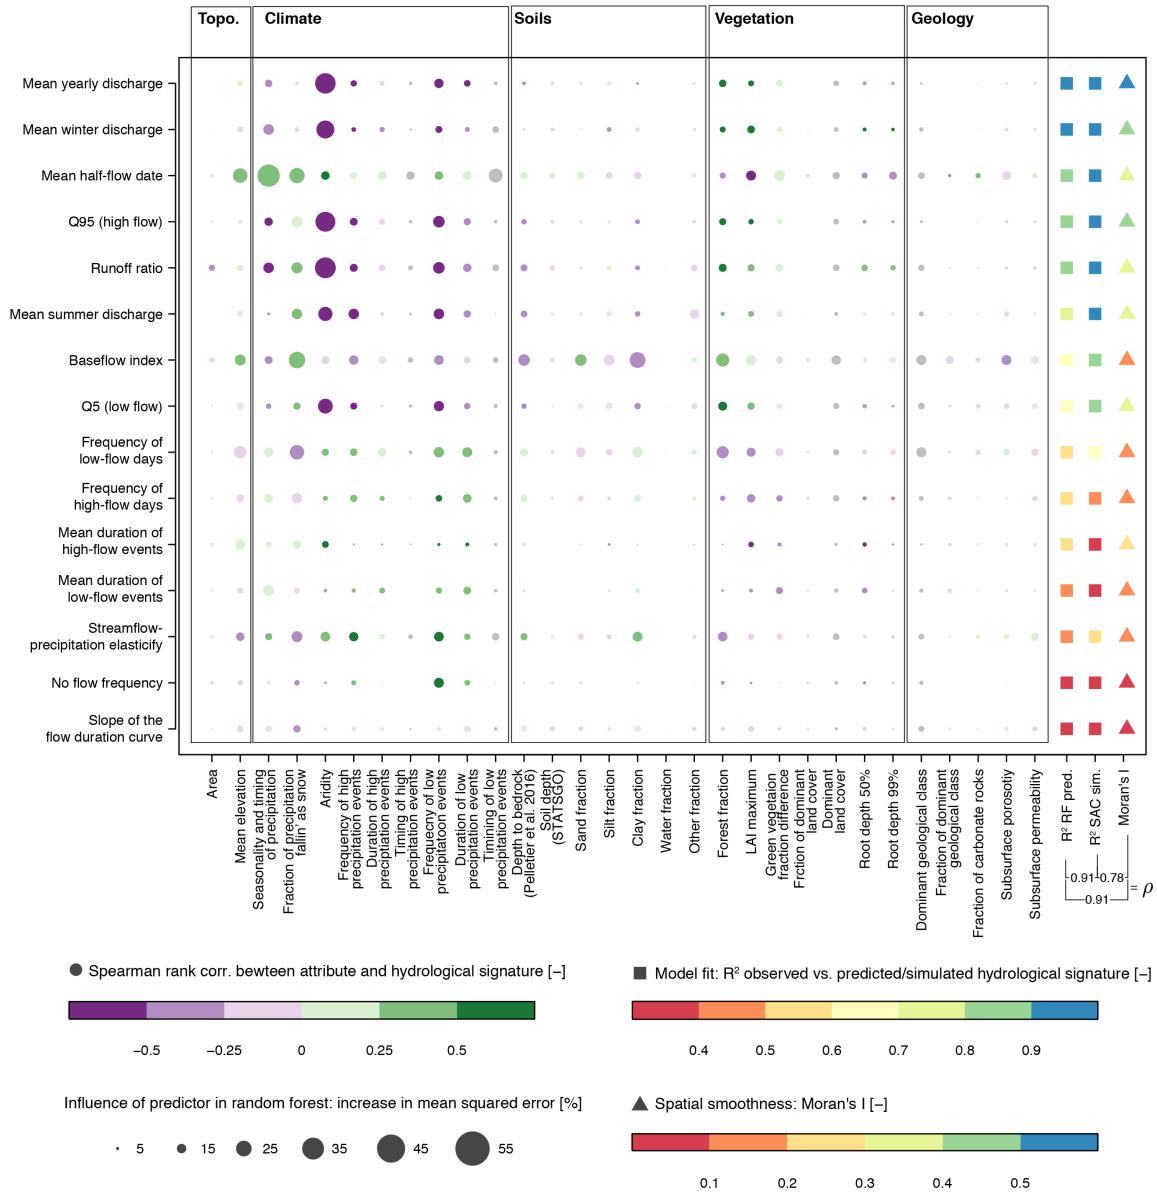 Topo.
Climate
Soils
Vegetation
Geology
Mean yearly discharge
Mean winter discharge
Mean half-flow date
Q95 (high flow)
Runoff ratio
Mean summer discharge
Baseflow index
Q5 (low flow)
Frequency of
low-flow days
Frequency of
high-flow days
Mean duration of
high-flow events
Mean duration of
low-flow events
Streamflow-
precipitation elasticify
No flow frequency
Slope of the
flow duration curve
Area
Mean elevation
Seasonality and timing
of precipitation
Fraction of precipitation
fallin' as snow
Aridity
Frequency of high
precipitation events
Duration of high
precipitiation events
Timing of high
precipitation events
Frequecny of low
precipitatoon events
Duration of low
precipitation events
Timining of low
precipitation events
Depth to bedrock
(Pelletier et al. 2016)
Soil depth
(STATSGO)
Sand fraction
Silt fraction
Clay fraction
Water fraction
Other fraction
Forest fraction
LAI maximum
Green vegetaion
fraction difference
Frction of dominant
land cover
Dominant
land cover
Root depth 50%
Root depth 99%
Dominant geological class
Fraction of dominant
geological class
Fraction of carbonate rocks
Subsurface porosotiy
Subsurface permeability
R² RF pred.
R² SAC sim.
Moran's I
0.91
0.78
0.91
= ρ
Spearman rank corr. bewteen attribute and hydrological signature [−]
−0.5
−0.25
0
0.25
0.5
Model fit: R² observed vs. predicted/simulated hydrological signature [−]
0.4
0.5
0.6
0.7
0.8
0.9
Influence of predictor in random forest: increase in mean squared error [%]
5
15
25
35
45
55
Spatial smoothness: Moran's I [−]
0.1
0.2
0.3
0.4
0.5